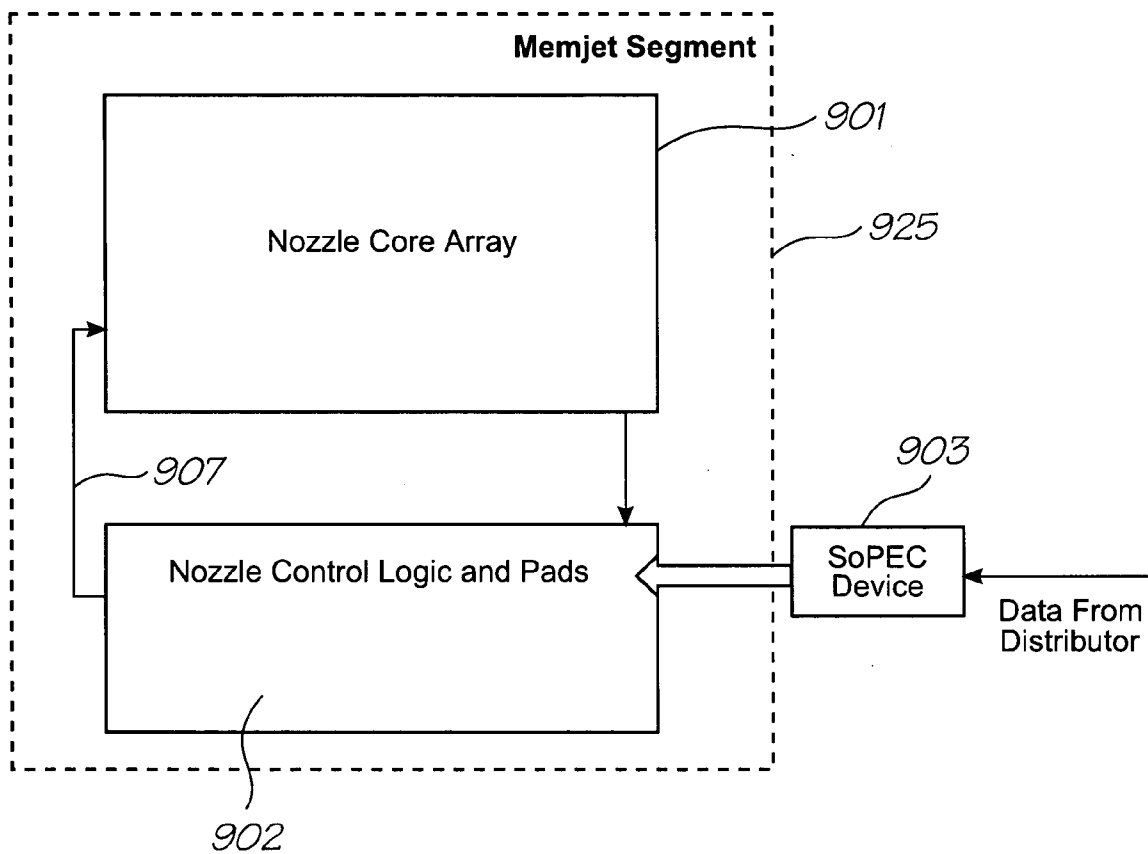 Memjet Segment
901
Nozzle Core Array
925
907
903
Nozzle Control Logic and Pads
SoPEC
Device
Data From
Distributor
902